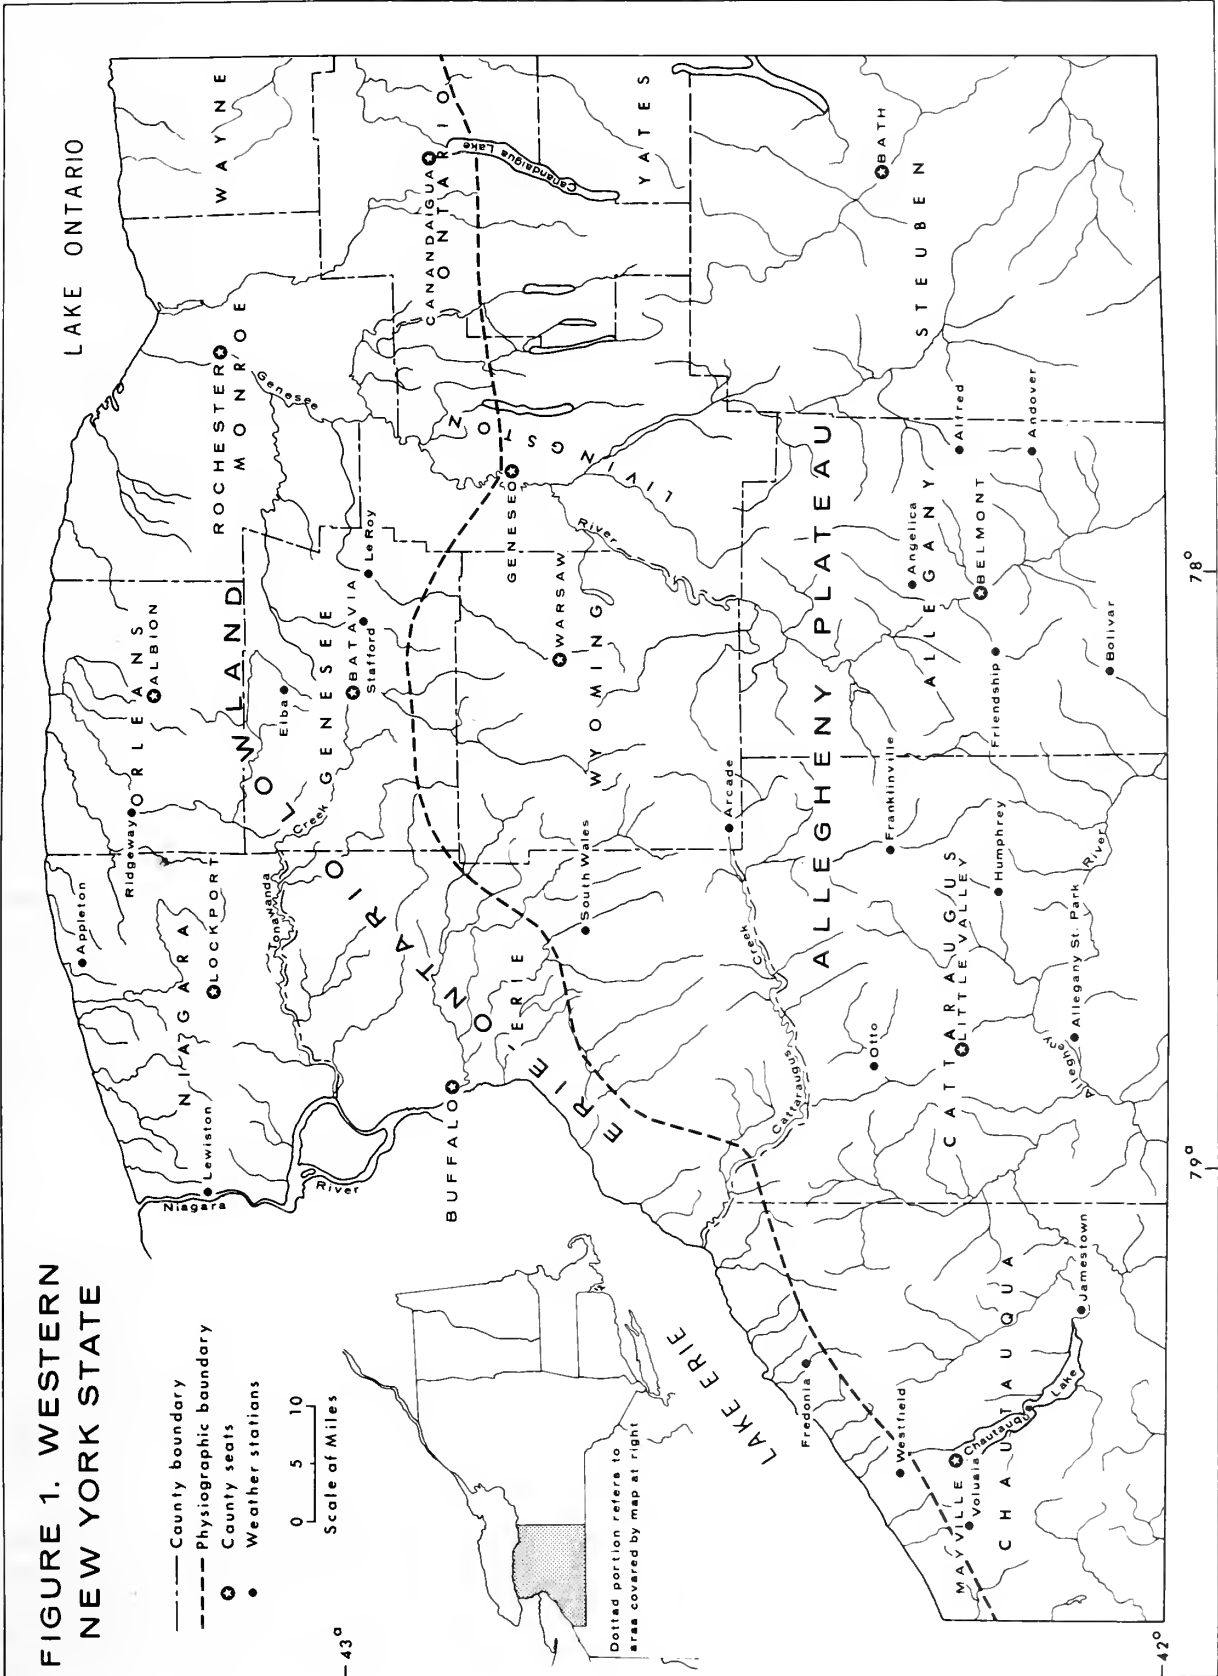 FIGURE 1. WESTERN
NEW YORK STATE
County boundary
Physiographic boundary
County seats
Weather stations
0 5 10
Scale of Miles
43°
42°
79°
78°
Dottad portion refers to
area covarad by map at right
LAKE ONTARIO
LAKE ERIE
ERIE ONTARIO LOWLAND
ALLEGHENY PLATEAU
NIAGARA
ORLEANS
MONROE
WAYNE
GENESEE
ONTARIO
YATES
LIVINGSTON
WYOMING
ERIE
STEUBEN
ALLEGANY
CATTARAUGUS
CHAUTAUQUA
Appleton
Ridgeway
ALBION
LOCKPORT
Lewiston
Niagara
River
Tonawanda
Creek
Elba
BATAVIA
Stafford
LeRoy
ROCHESTER
Genesee
CANANDAIGUA
Canandaigua Lake
BUFFALO
GENESEO
River
WARSAW
South Wales
Arcade
Cattaraugus
Creek
BATH
Alfred
Andover
Angelica
BELMONT
Bolivar
Friendship
Franklinville
Humphrey
LITTLE VALLEY
Otto
Allegany St. Park
Allegheny
River
Fredonia
Westfield
MAYVILLE
Volusia
Chautauqua
Lake
Jamestown